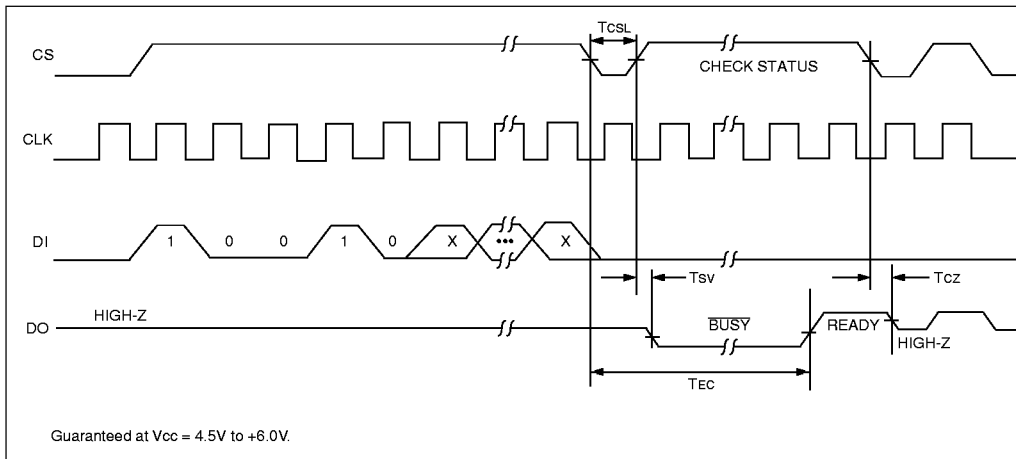 TCSL
CS
CHECK STATUS
CLK
DI
1 0 0 1 0 X ••• X
TSV
TCZ
DO
HIGH-Z
BUSY
READY
HIGH-Z
TEC
Guaranteed at Vcc = 4.5V to +6.0V.